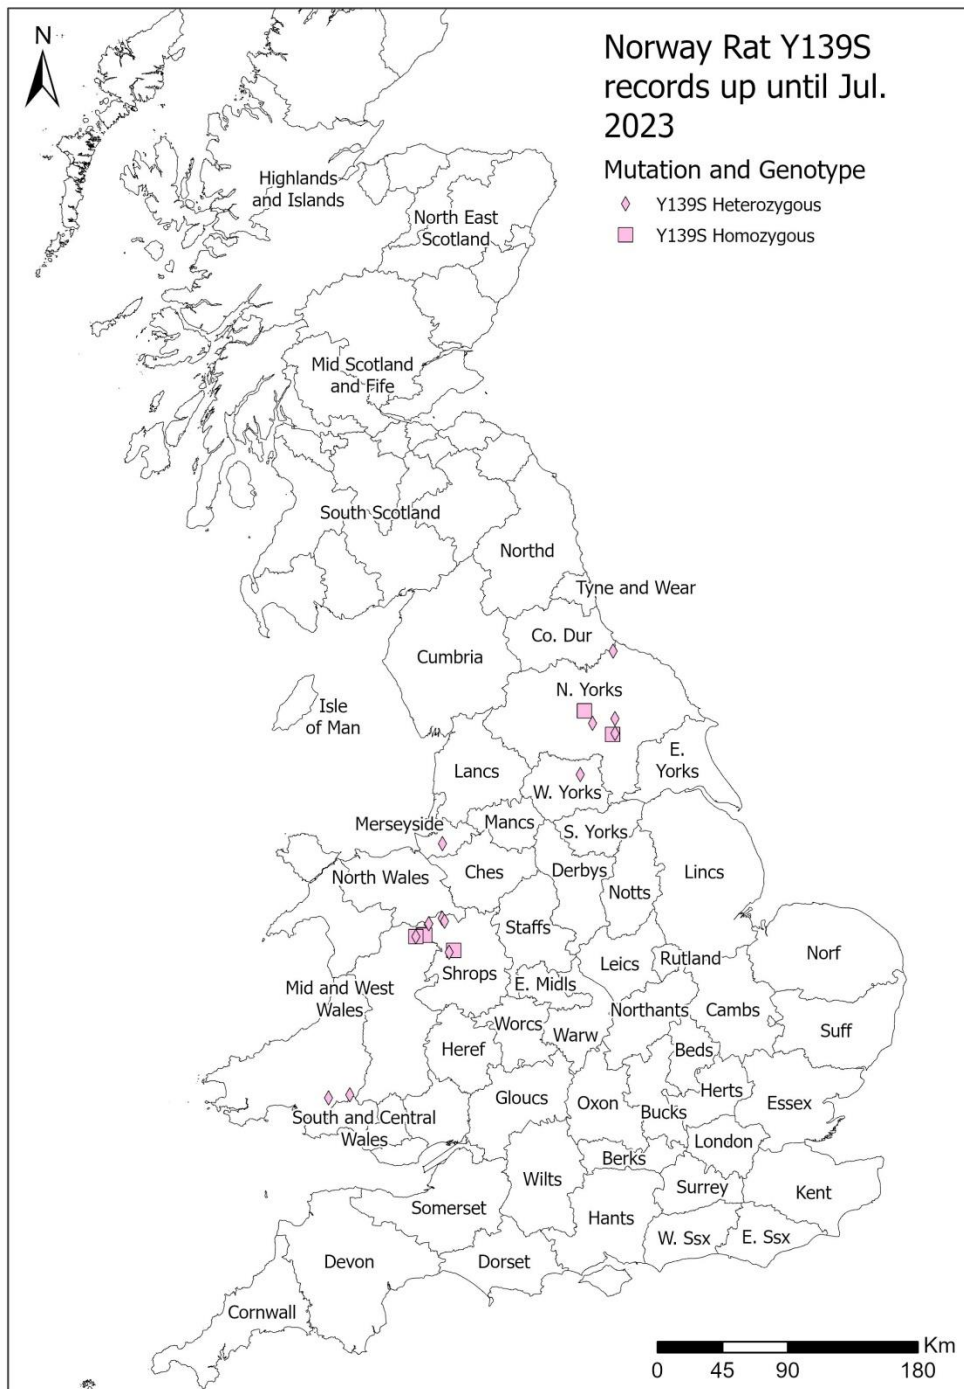 N
Norway Rat Y139S
records up until Jul.
2023
Mutation and Genotype
Y139S Heterozygous
Y139S Homozygous
Highlands
and Islands
North East
Scotland
Mid Scotland
and Fife
South Scotland
Northd
Tyne and Wear
Co. Dur
Cumbria
N. Yorks
Isle
of Man
E.
Yorks
Lancs
W. Yorks
Mancs
Merseyside
S. Yorks
Ches
Derbys
North Wales
Notts
Lincs
Staffs
Norf
Rutland
Leics
Shrops
E. Midls
Mid and West
Wales
Northants
Cambs
Worcs
Suff
Warw
Heref
Beds
Herts
Gloucs
Oxon
Essex
Bucks
South and Central
Wales
London
Berks
Wilts
Surrey
Kent
Somerset
Hants
W. Ssx
E. Ssx
Devon
Dorset
Cornwall
Km
0 45 90 180